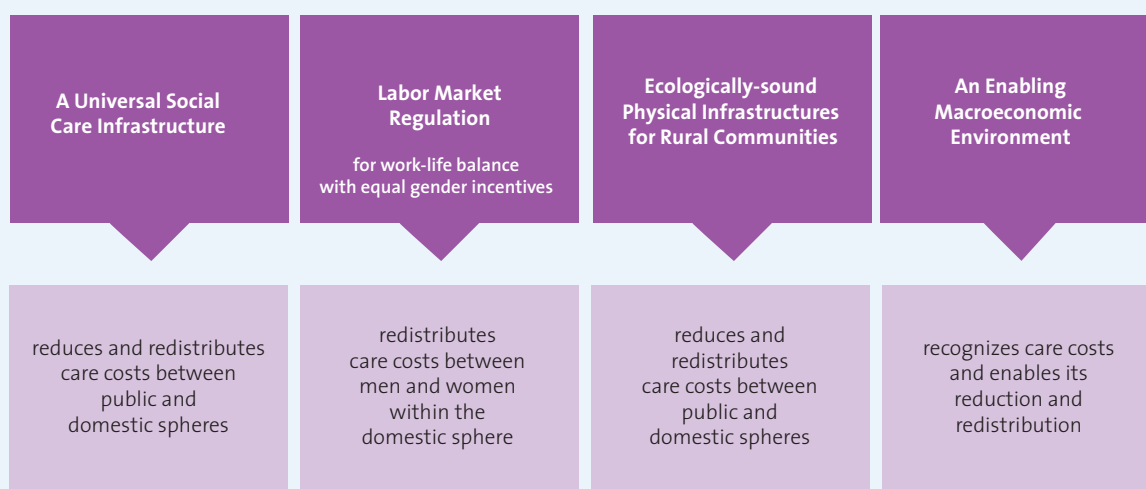 A Universal Social
Care Infrastructure
reduces and redistributes
care costs between
public and
domestic spheres
Labor Market
Regulation
for work-life balance
with equal gender incentives
redistributes
care costs between
men and women
within the
domestic sphere
Ecologically-sound
Physical Infrastructures
for Rural Communities
reduces and
redistributes
care costs between
public and
domestic spheres
An Enabling
Macroeconomic
Environment
recognizes care costs
and enables its
reduction and
redistribution